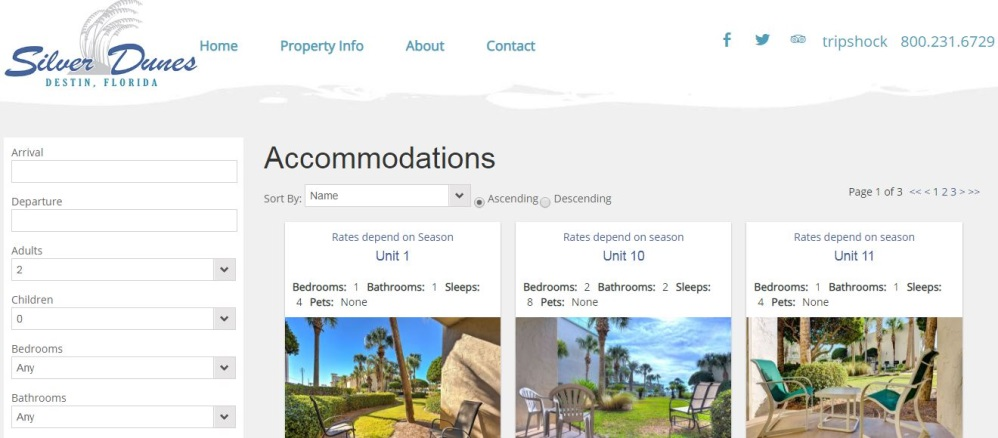 Silver Dunes
DESTIN, FLORIDA
Home Property Info About Contact
tripshock 800.231.6729
Arrival
Departure
Adults
2
Children
0
Bedrooms
Any
Bathrooms
Any
Accommodations
Sort By: Name Ascending Descending
Page 1 of 3 << < 1 2 3 > >>
Rates depend on Season
Unit 1
Bedrooms: 1 Bathrooms: 1 Sleeps:
4 Pets: None
Rates depend on season
Unit 10
Bedrooms: 2 Bathrooms: 2 Sleeps:
8 Pets: None
Rates depend on season
Unit 11
Bedrooms: 1 Bathrooms: 1 Sleeps:
4 Pets: None